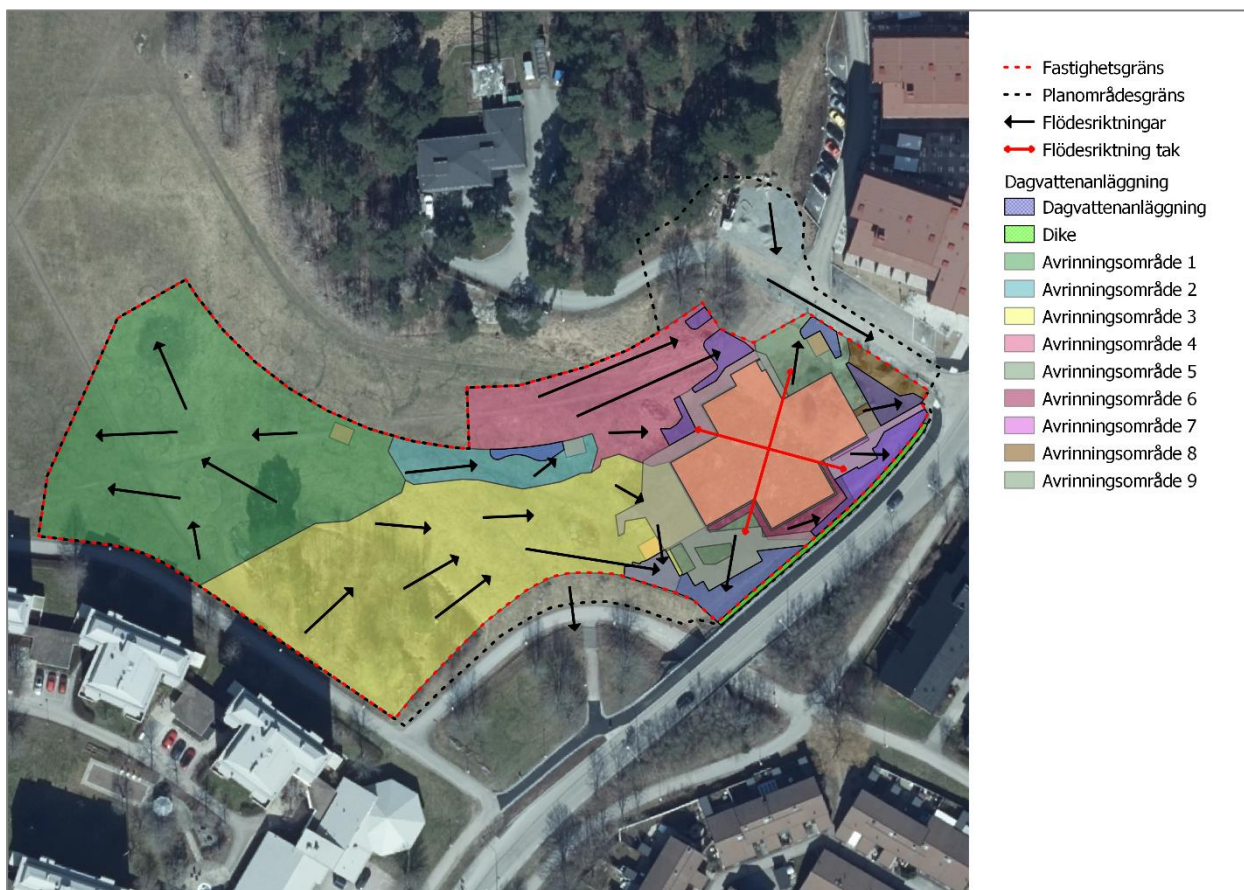 Fastighetsgräns
Planområdesgräns
Flödesriktningar
Flödesriktning tak
Dagvattenanläggning
Dagvattenanläggning
Dike
Avrinningsområde 1
Avrinningsområde 2
Avrinningsområde 3
Avrinningsområde 4
Avrinningsområde 5
Avrinningsområde 6
Avrinningsområde 7
Avrinningsområde 8
Avrinningsområde 9